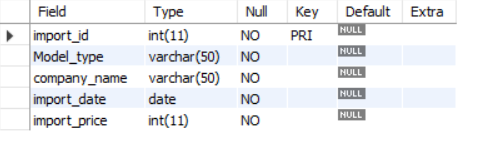 Field Type Null Key Default Extra
import_id int(11) NO PRI NULL
Model_type varchar(50) NO NULL
company_name varchar(50) NO NULL
import_date date NO NULL
import_price int(11) NO NULL